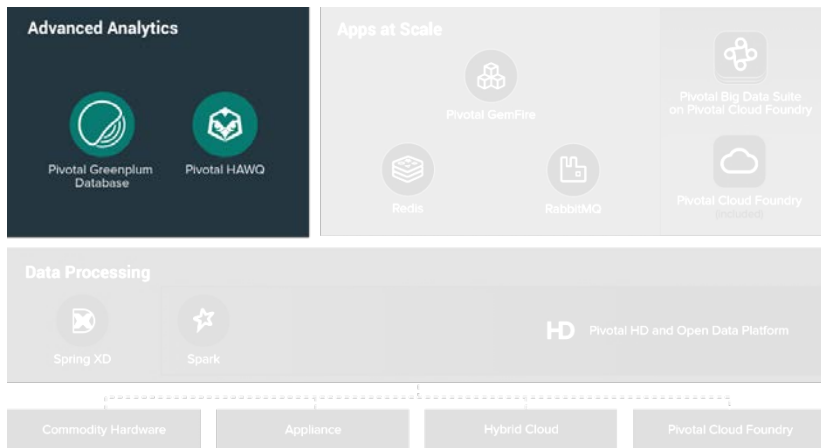 Advanced Analytics
Pivotal Greenplum
Database
Pivotal HAWQ
Apps at Scale
Pivotal GemFire
Redis
RabbitMQ
Pivotal Big Data Suite
on Pivotal Cloud Foundry
Pivotal Cloud Foundry
(included)
Data Processing
Spring XD
Spark
HD
Pivotal HD and Open Data Platform
Commodity Hardware
Appliance
Hybrid Cloud
Pivotal Cloud Foundry